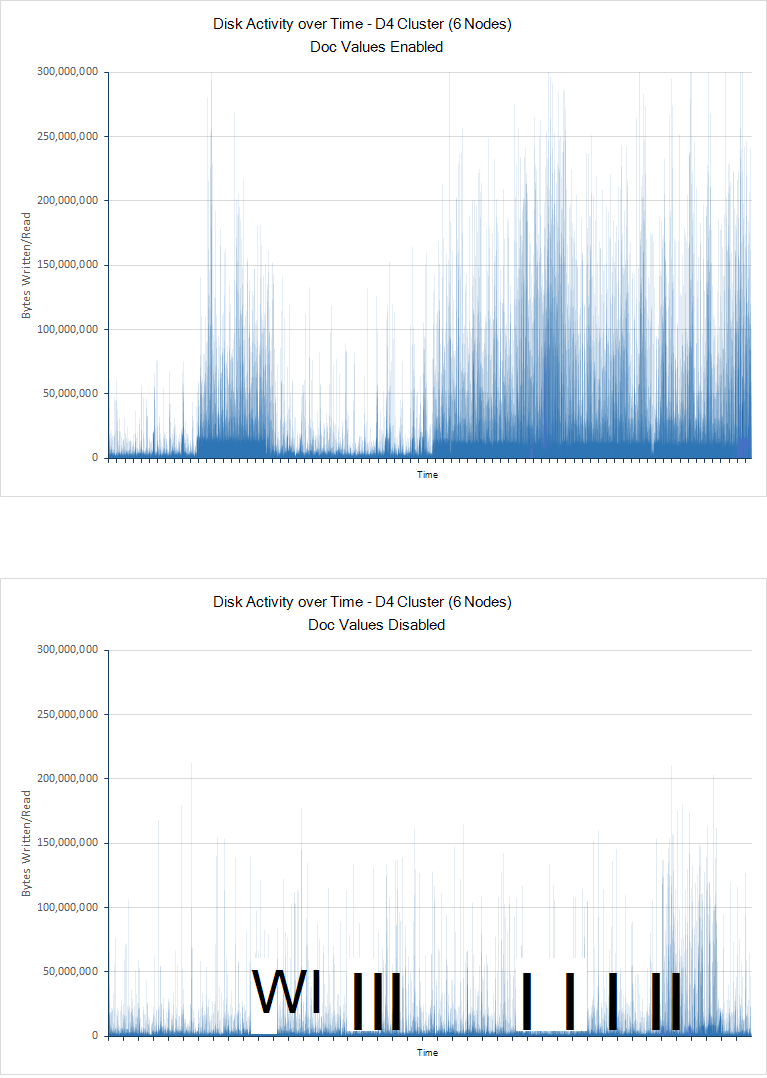 Disk Activity over Time - D4 Cluster (6 Nodes)
Doc Values Enabled
300,000,000
250,000,000
200,000,000
150,000,000
100,000,000
50,000,000
0
Bytes Written/Read
Time
Disk Activity over Time - D4 Cluster (6 Nodes)
Doc Values Disabled
300,000,000
250,000,000
200,000,000
150,000,000
100,000,000
50,000,000
0
Bytes Written/Read
WI III I I I II
Time